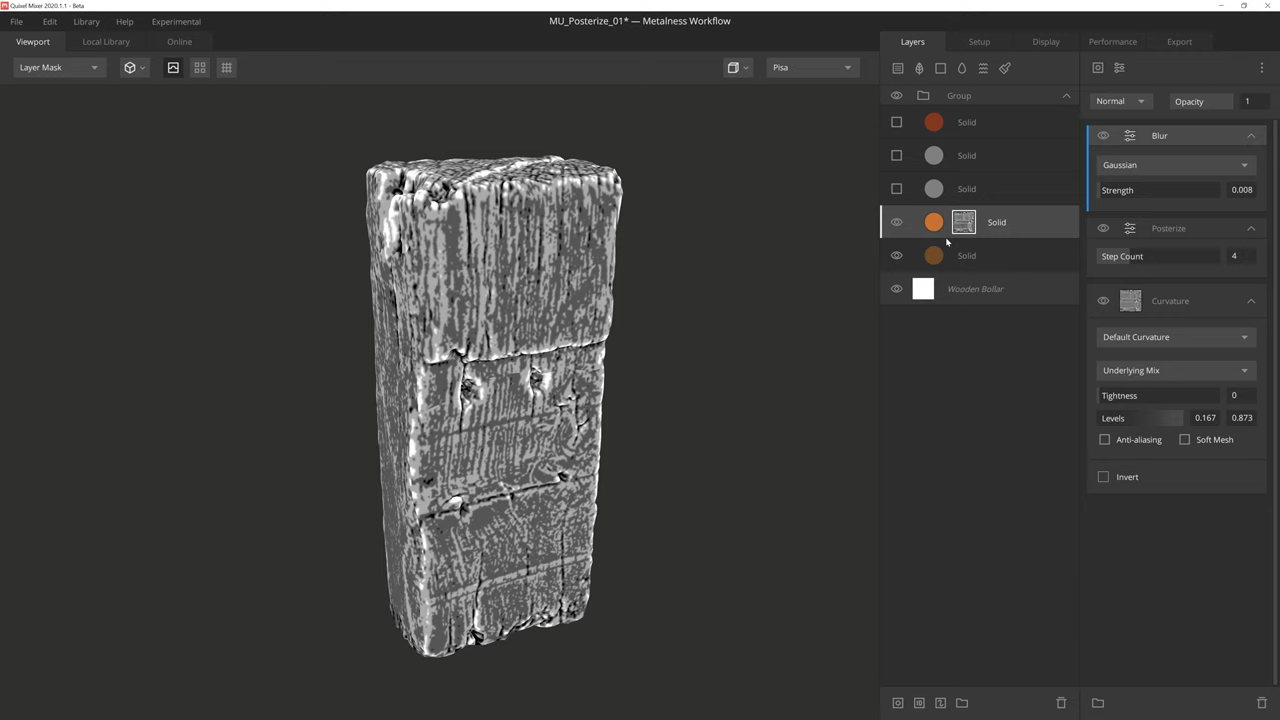 Quixel Mixer 2020.1.1 - Beta
File Edit Library Help Experimental
MU_Posterize_01* — Metalness Workflow
Viewport Local Library Online
Layers Setup Display Performance Export
Layer Mask
Pisa
Group
Solid
Solid
Solid
Solid
Solid
Wooden Bollar
Normal Opacity 1
Blur
Gaussian
Strength 0.008
Posterize
Step Count 4
Curvature
Default Curvature
Underlying Mix
Tightness 0
Levels 0.167 0.873
Anti-aliasing Soft Mesh
Invert